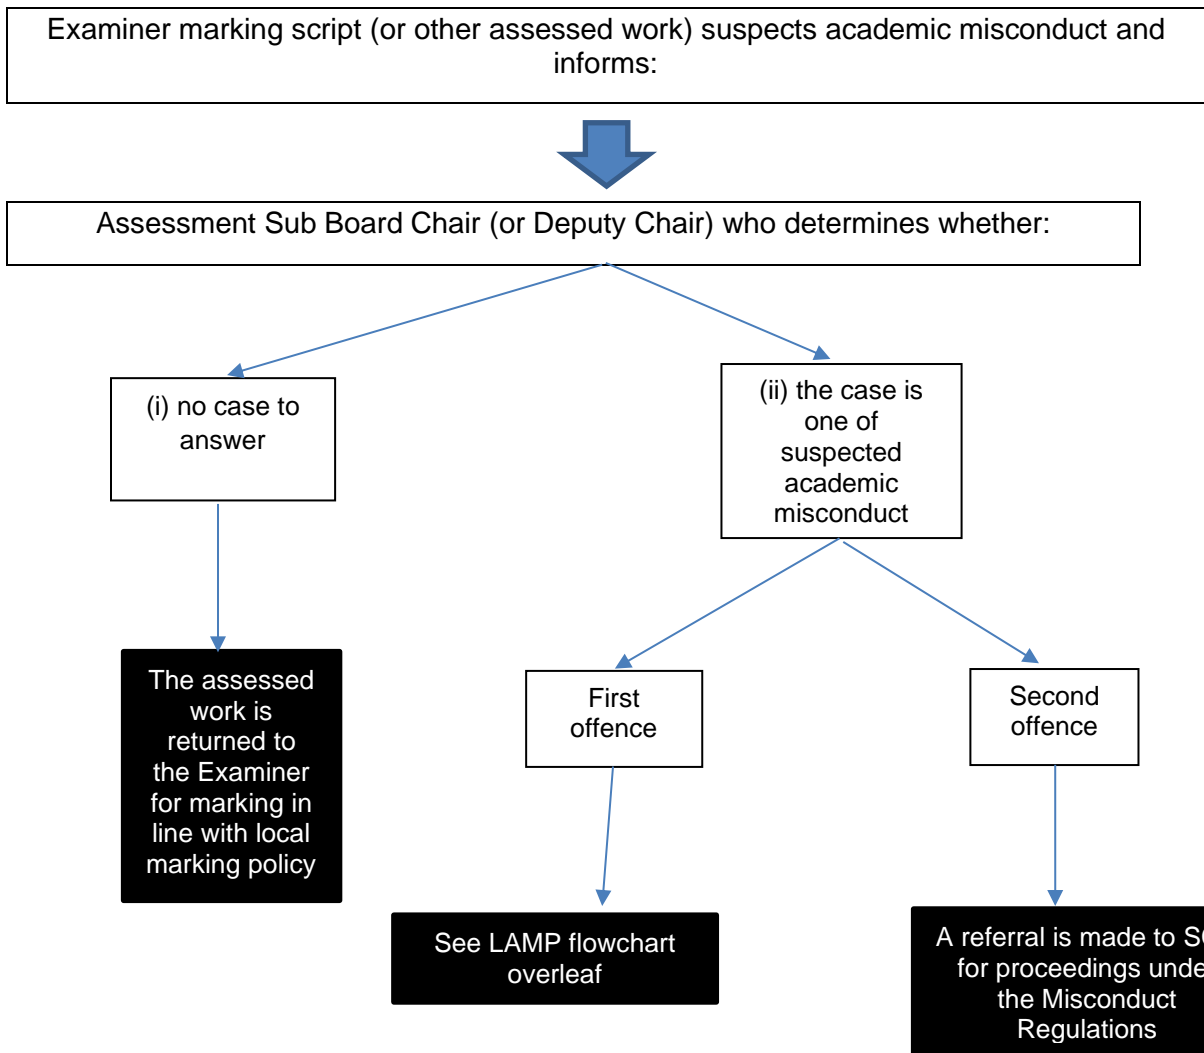 Examiner marking script (or other assessed work) suspects academic misconduct and
informs:
Assessment Sub Board Chair (or Deputy Chair) who determines whether:
(i) no case to
answer
(ii) the case is
one of
suspected
academic
misconduct
The assessed
work is
returned to
the Examiner
for marking in
line with local
marking policy
First
offence
Second
offence
See LAMP flowchart
overleaf
A referral is made to
for proceedings
the Misconduct
Regulations